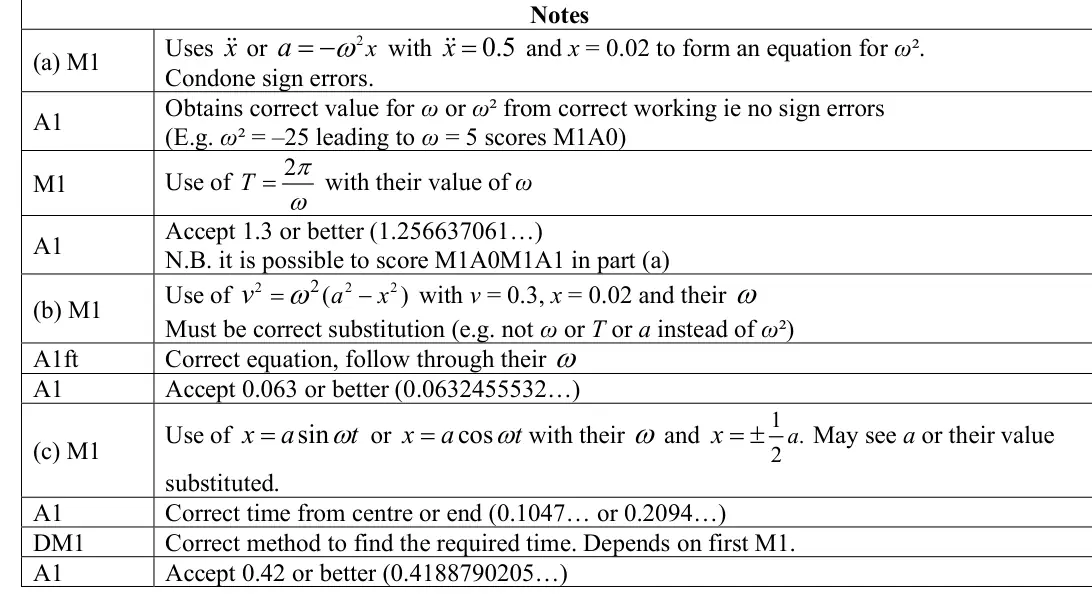 Notes
(a) M1
Uses ẍ or a = −ω²x with ẍ = 0.5 and x = 0.02 to form an equation for ω².
Condone sign errors.
A1
Obtains correct value for ω or ω² from correct working ie no sign errors
(E.g. ω² = –25 leading to ω = 5 scores M1A0)
M1
Use of T = 2π/ω with their value of ω
A1
Accept 1.3 or better (1.256637061…)
N.B. it is possible to score M1A0M1A1 in part (a)
(b) M1
Use of v² = ω²(a² − x²) with v = 0.3, x = 0.02 and their ω
Must be correct substitution (e.g. not ω or T or a instead of ω²)
A1ft
Correct equation, follow through their ω
A1
Accept 0.063 or better (0.0632455532…)
(c) M1
Use of x = a sin ωt or x = a cos ωt with their ω and x = ± 1/2 a. May see a or their value
substituted.
A1
Correct time from centre or end (0.1047… or 0.2094…)
DM1
Correct method to find the required time. Depends on first M1.
A1
Accept 0.42 or better (0.4188790205…)